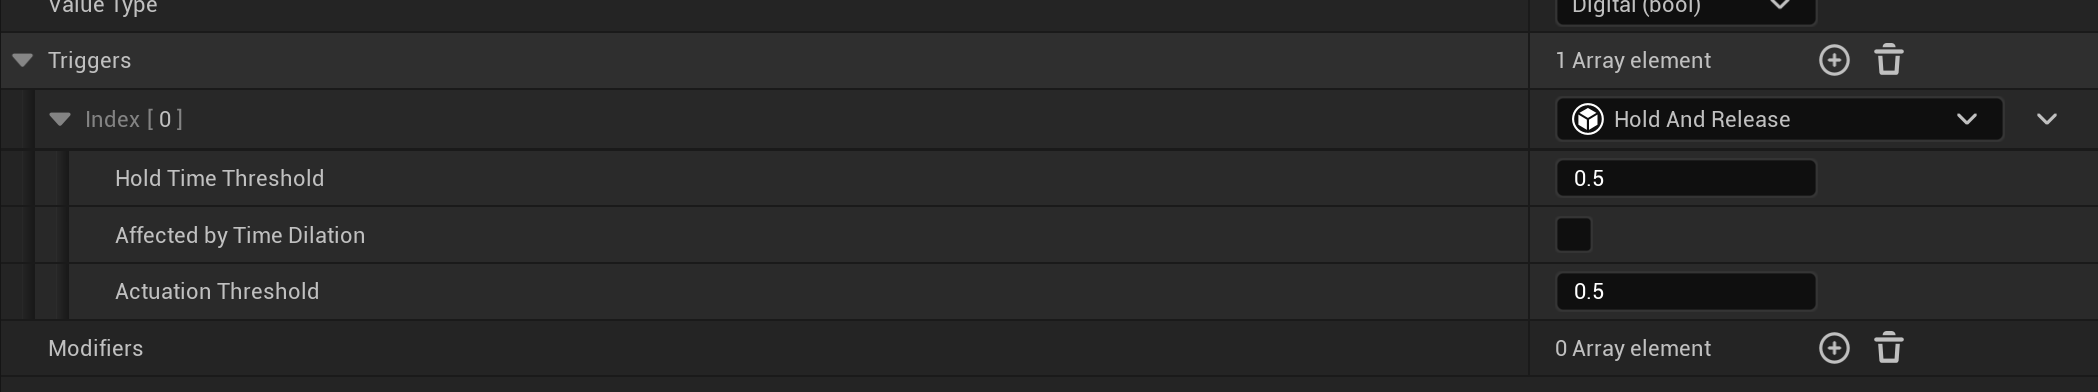 Value Type
Digital (bool)
Triggers
1 Array element
Index [ 0 ]
Hold And Release
Hold Time Threshold
0.5
Affected by Time Dilation
Actuation Threshold
0.5
Modifiers
0 Array element